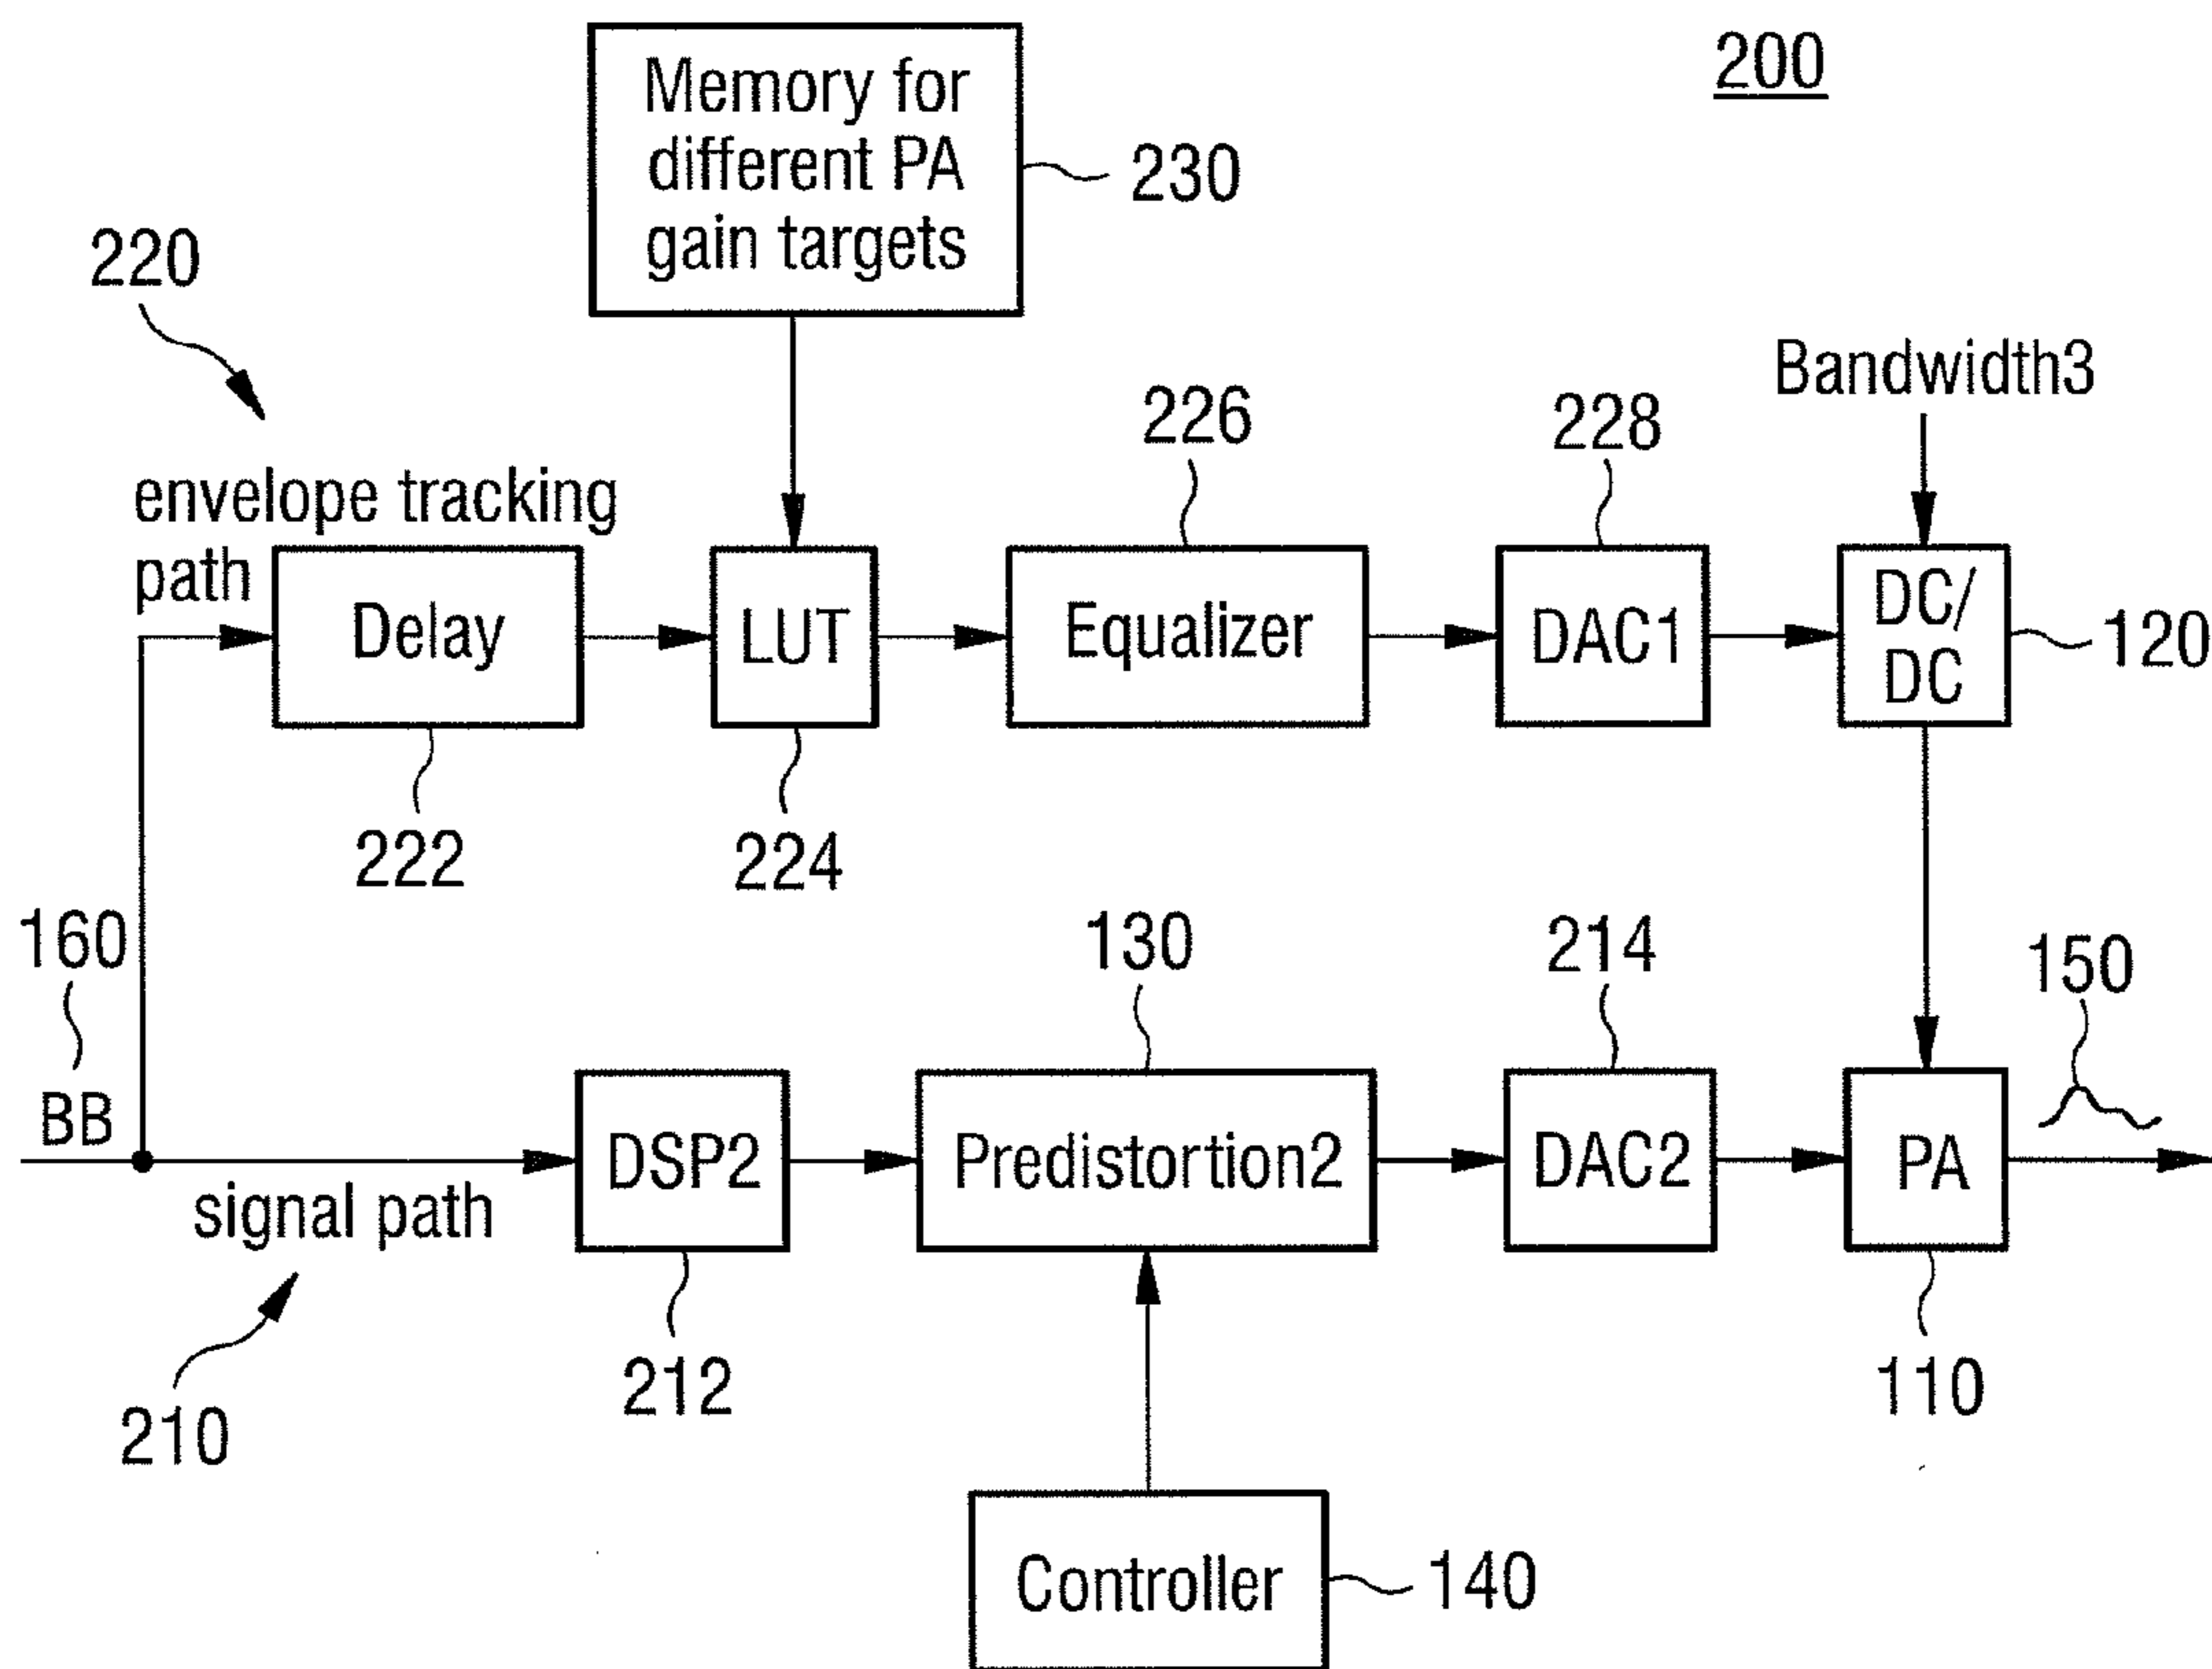 200
Memory for
different PA
gain targets
230
220
Bandwidth3
226
228
envelope tracking
path
Delay
LUT
Equalizer
DAC1
DC/
DC
120
222
224
160
130
214
150
BB
DSP2
Predistortion2
DAC2
PA
signal path
212
110
210
Controller
140